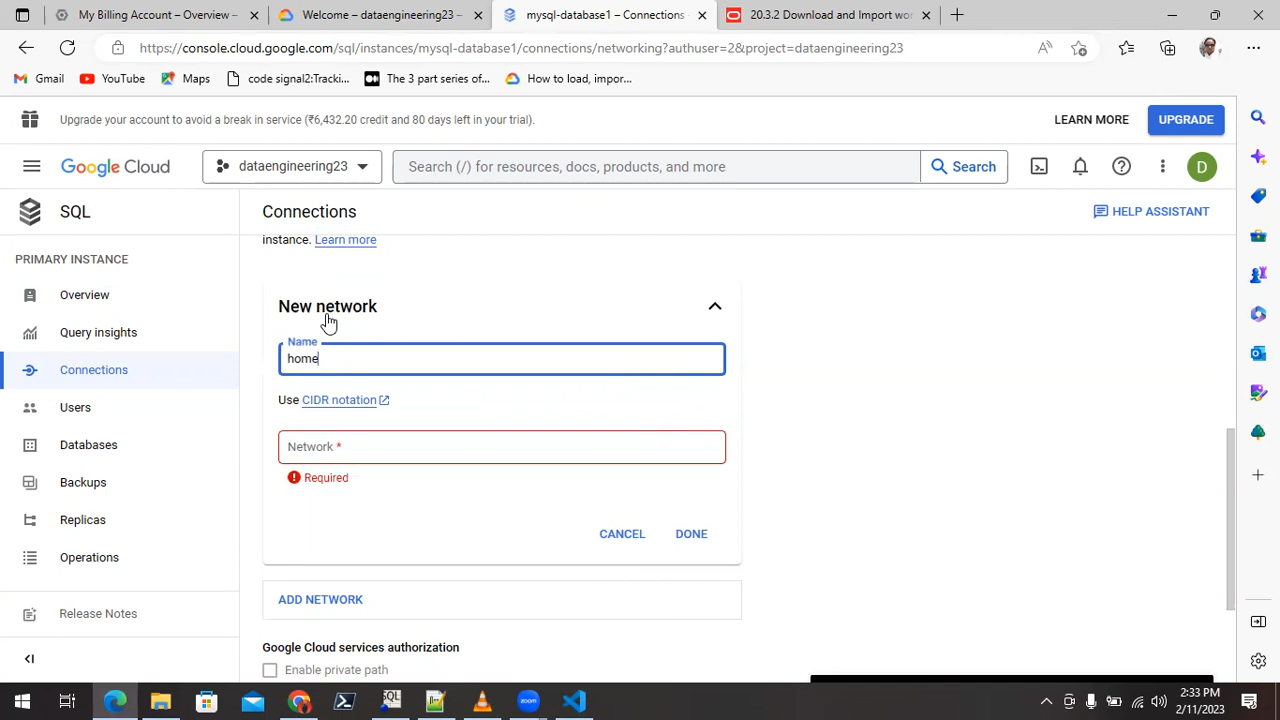 My Billing Account – Overview –
Welcome – dataengineering23 –
mysql-database1 – Connections
20.3.2 Download and Import wo
https://console.cloud.google.com/sql/instances/mysql-database1/connections/networking?authuser=2&project=dataengineering23
Gmail
YouTube
Maps
code signal2:Tracki...
The 3 part series of...
How to load, impor...
Upgrade your account to avoid a break in service (₹6,432.20 credit and 80 days left in your trial).
LEARN MORE
UPGRADE
Google Cloud
dataengineering23
Search (/) for resources, docs, products, and more
Search
D
SQL
Connections
HELP ASSISTANT
PRIMARY INSTANCE
Overview
Query insights
Connections
Users
Databases
Backups
Replicas
Operations
Release Notes
instance. Learn more
New network
Name
home
Use CIDR notation
Network *
Required
CANCEL
DONE
ADD NETWORK
Google Cloud services authorization
Enable private path
SQL
zoom
2:33 PM
2/11/2023